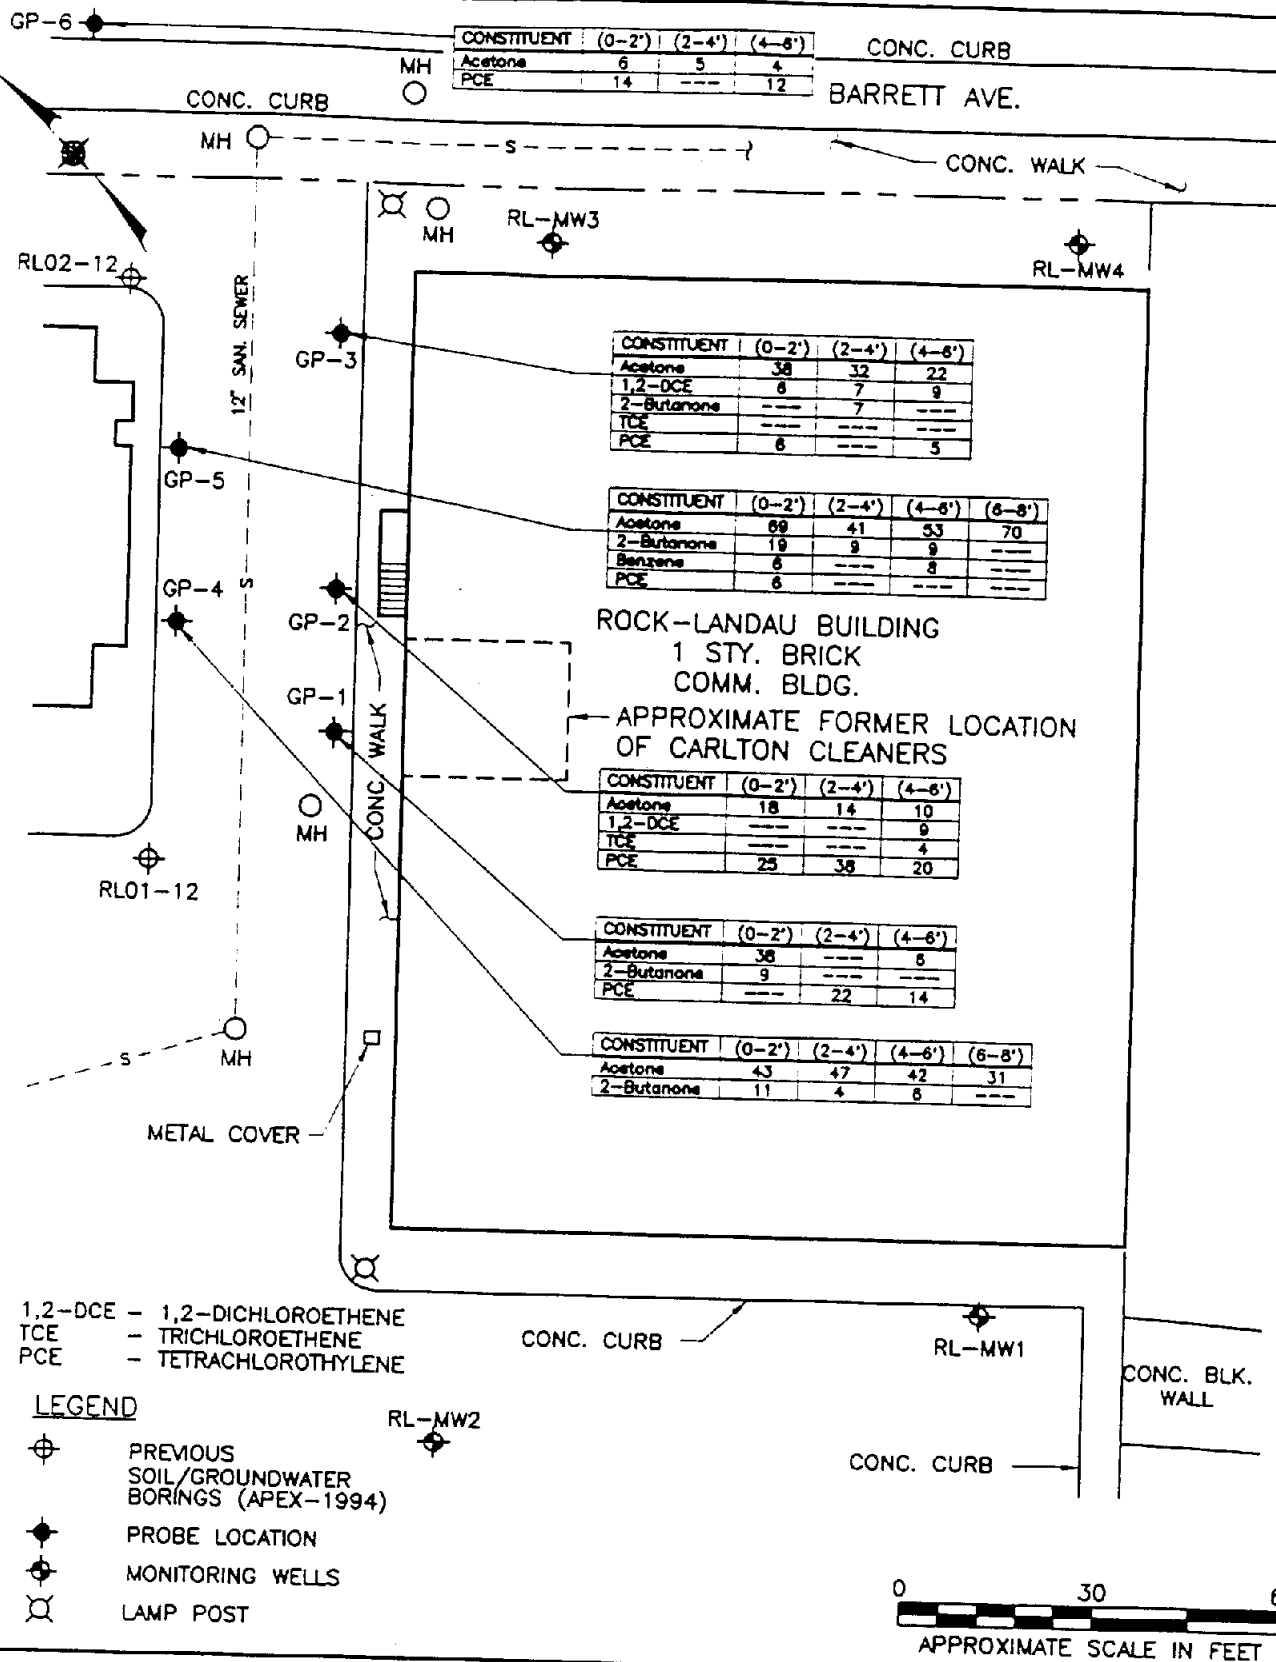 GP-6
CONSTITUENT (0-2') (2-4') (4-6')
Acetone 6 5 4
PCE 14 --- 12
CONC. CURB
MH
BARRETT AVE.
CONC. CURB
MH
S
CONC. WALK
MH
RL-MW3
RL-MW4
RL02-12
12" SAN. SEWER
GP-3
CONSTITUENT (0-2') (2-4') (4-6')
Acetone 38 32 22
1,2-DCE 6 7 9
2-Butanone --- 7 ---
TCE --- --- ---
PCE 6 --- 5
GP-5
CONSTITUENT (0-2') (2-4') (4-6') (6-8')
Acetone 69 41 53 70
2-Butanone 19 9 9 ---
Benzene 6 --- 8 ---
PCE 6 --- --- ---
S
GP-4
GP-2
ROCK-LANDAU BUILDING
1 STY. BRICK
COMM. BLDG.
GP-1
CONC. WALK
APPROXIMATE FORMER LOCATION
OF CARLTON CLEANERS
CONSTITUENT (0-2') (2-4') (4-6')
Acetone 18 14 10
1,2-DCE --- --- 9
TCE --- --- 4
PCE 25 38 20
MH
RL01-12
CONSTITUENT (0-2') (2-4') (4-6')
Acetone 38 --- 6
2-Butanone 9 --- ---
PCE --- 22 14
MH
S
CONSTITUENT (0-2') (2-4') (4-6') (6-8')
Acetone 43 47 42 31
2-Butanone 11 4 6 ---
METAL COVER
1,2-DCE - 1,2-DICHLOROETHENE
TCE - TRICHLOROETHENE
PCE - TETRACHLOROTHYLENE
CONC. CURB
RL-MW1
CONC. BLK.
WALL
LEGEND
RL-MW2
PREVIOUS
SOIL/GROUNDWATER
BORINGS (APEX-1994)
CONC. CURB
PROBE LOCATION
MONITORING WELLS
LAMP POST
0 30
APPROXIMATE SCALE IN FEET